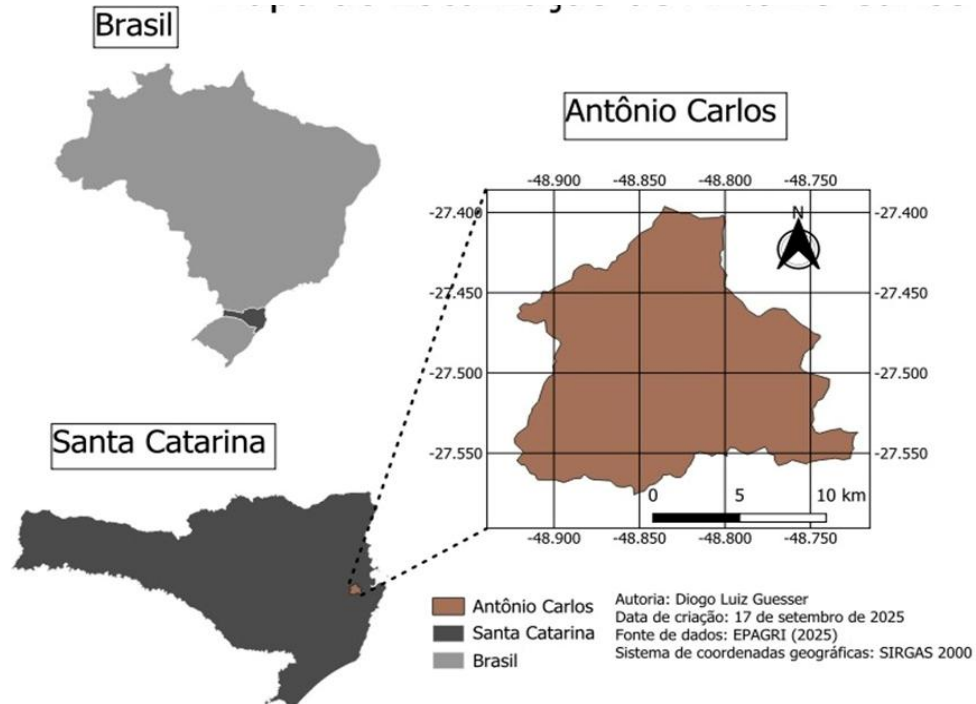 Brasil
Antônio Carlos
-48.900 -48.850 -48.800 -48.750
-27.400 -27.400
N
-27.450 -27.450
-27.500 -27.500
-27.550 -27.550
0 5 10 km
-48.900 -48.850 -48.800 -48.750
Santa Catarina
Antônio Carlos
Santa Catarina
Brasil
Autoria: Diogo Luiz Guesser
Data de criação: 17 de setembro de 2025
Fonte de dados: EPAGRI (2025)
Sistema de coordenadas geográficas: SIRGAS 2000